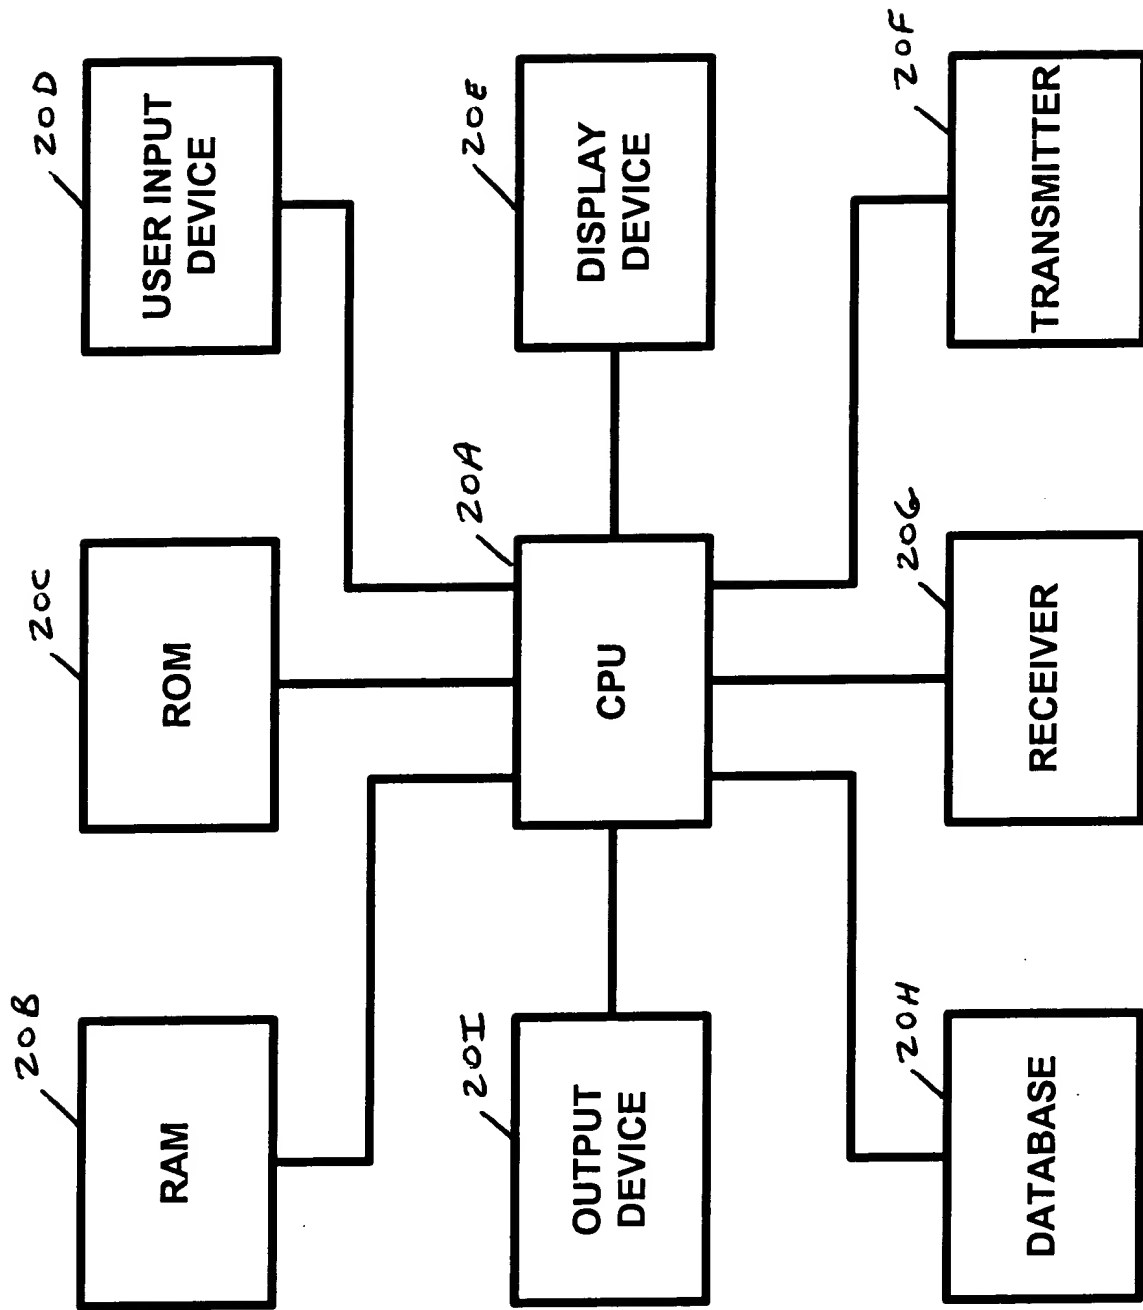 20B
RAM
20C
ROM
20D
USER INPUT
DEVICE
20I
OUTPUT
DEVICE
20A
CPU
20E
DISPLAY
DEVICE
20H
DATABASE
20G
RECEIVER
20F
TRANSMITTER